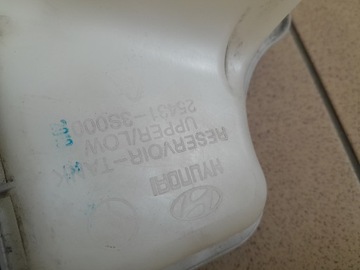 HYUNDAI
RESERVOIR-TANK
UPPER/LOW
25431-3S000